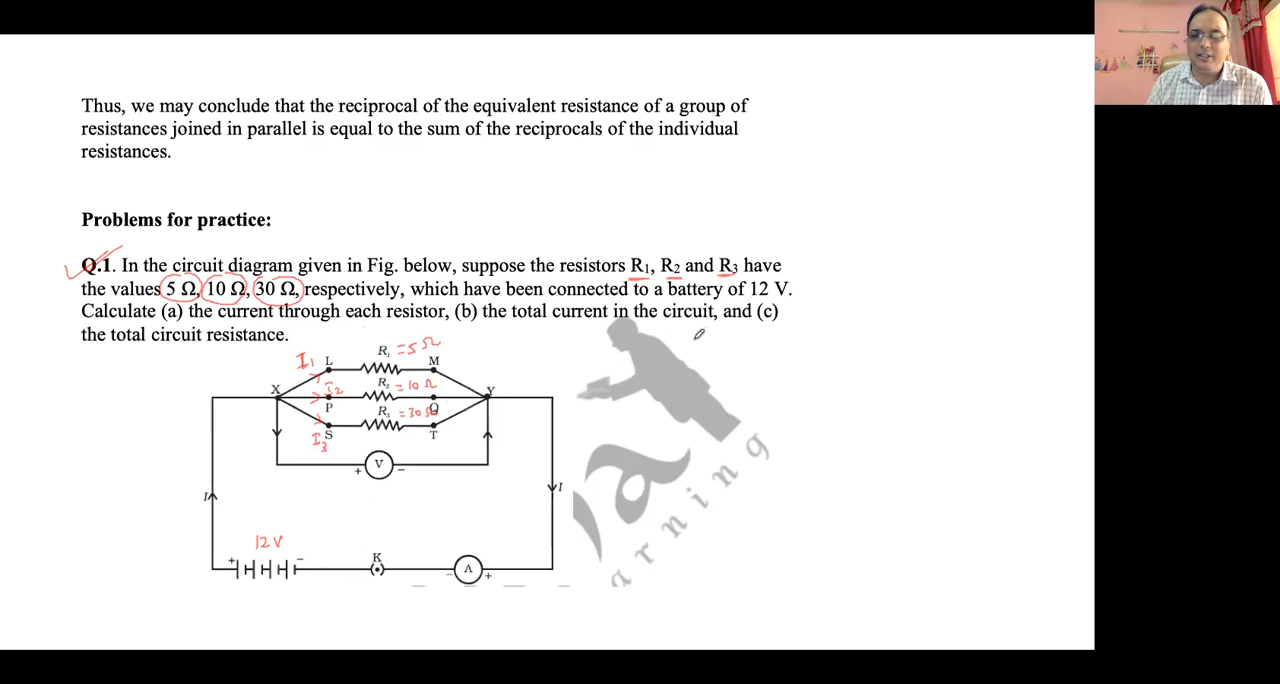 Thus, we may conclude that the reciprocal of the equivalent resistance of a group of
resistances joined in parallel is equal to the sum of the reciprocals of the individual
resistances.
Problems for practice:
Q.1. In the circuit diagram given in Fig. below, suppose the resistors R₁, R₂ and R₃ have
the values 5 Ω, 10 Ω, 30 Ω, respectively, which have been connected to a battery of 12 V.
Calculate (a) the current through each resistor, (b) the total current in the circuit, and (c)
the total circuit resistance.
I₁ L R₁ = 5 Ω M
X I₂ R₂ = 10 Ω Y
P R₃ = 30 Ω Q
I₃ S T
+ V −
I I
12 V
+ − K − A +
arning